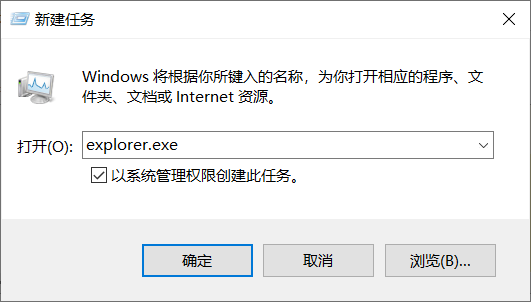 新建任务
Windows 将根据你所键入的名称，为你打开相应的程序、文
件夹、文档或 Internet 资源。
打开(O): explorer.exe
以系统管理权限创建此任务。
确定 取消 浏览(B)...